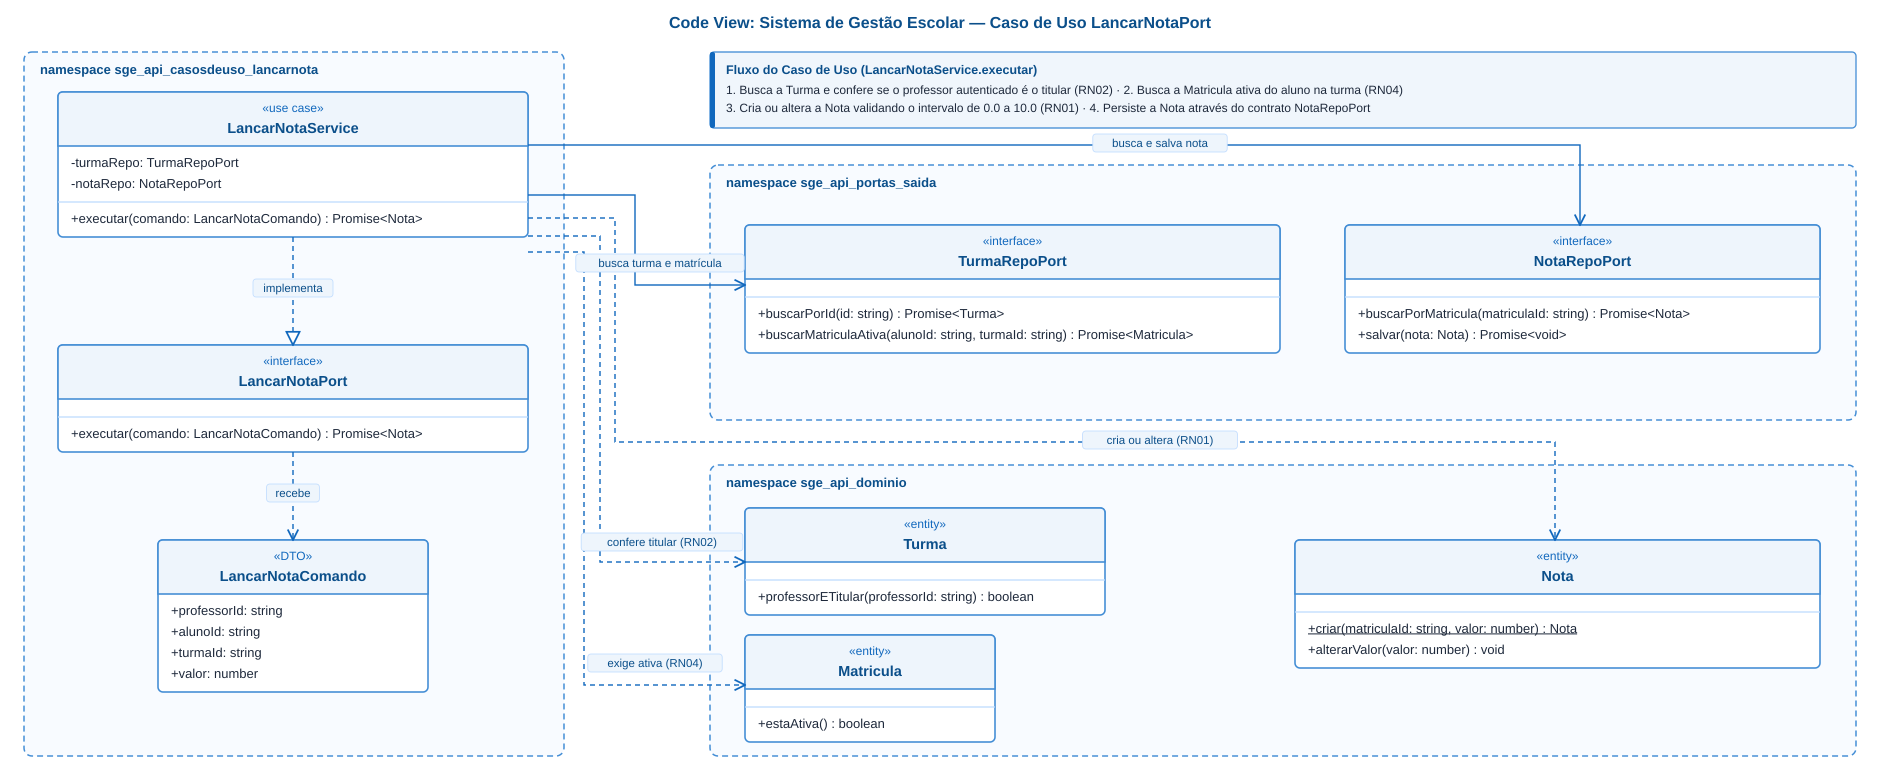 Code View: Sistema de Gestão Escolar — Caso de Uso LancarNotaPort
namespace sge_api_casosdeuso_lancarnota
«use case»
LancarNotaService
-turmaRepo: TurmaRepoPort
-notaRepo: NotaRepoPort
+executar(comando: LancarNotaComando) : Promise<Nota>
implementa
«interface»
LancarNotaPort
+executar(comando: LancarNotaComando) : Promise<Nota>
recebe
«DTO»
LancarNotaComando
+professorId: string
+alunoId: string
+turmaId: string
+valor: number
Fluxo do Caso de Uso (LancarNotaService.executar)
1. Busca a Turma e confere se o professor autenticado é o titular (RN02) · 2. Busca a Matricula ativa do aluno na turma (RN04)
3. Cria ou altera a Nota validando o intervalo de 0.0 a 10.0 (RN01) · 4. Persiste a Nota através do contrato NotaRepoPort
busca e salva nota
namespace sge_api_portas_saida
busca turma e matrícula
«interface»
TurmaRepoPort
+buscarPorId(id: string) : Promise<Turma>
+buscarMatriculaAtiva(alunoId: string, turmaId: string) : Promise<Matricula>
«interface»
NotaRepoPort
+buscarPorMatricula(matriculaId: string) : Promise<Nota>
+salvar(nota: Nota) : Promise<void>
cria ou altera (RN01)
namespace sge_api_dominio
confere titular (RN02)
«entity»
Turma
+professorETitular(professorId: string) : boolean
exige ativa (RN04)
«entity»
Matricula
+estaAtiva() : boolean
«entity»
Nota
+criar(matriculaId: string, valor: number) : Nota
+alterarValor(valor: number) : void